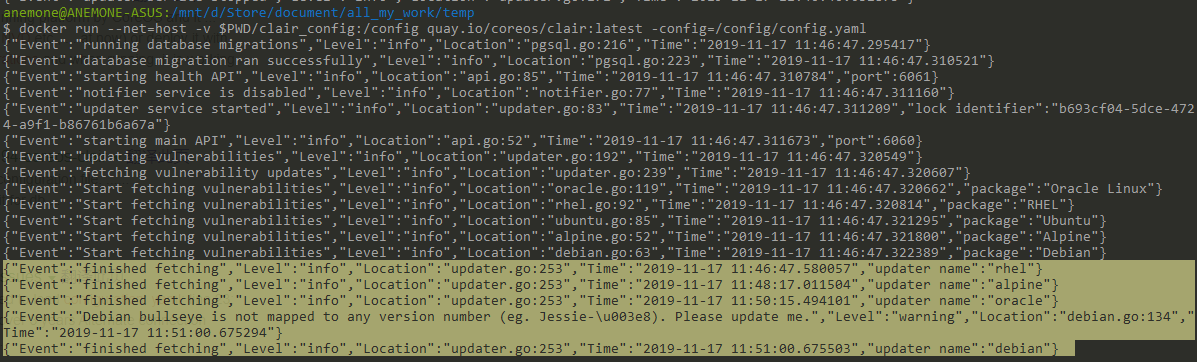 anemone@ANEMONE-ASUS:/mnt/d/Store/document/all_my_work/temp
$ docker run --net=host -v $PWD/clair_config:/config quay.io/coreos/clair:latest -config=/config/config.yaml
{"Event":"running database migrations","Level":"info","Location":"pgsql.go:216","Time":"2019-11-17 11:46:47.295417"}
{"Event":"database migration ran successfully","Level":"info","Location":"pgsql.go:223","Time":"2019-11-17 11:46:47.310521"}
{"Event":"starting health API","Level":"info","Location":"api.go:85","Time":"2019-11-17 11:46:47.310784","port":6061}
{"Event":"notifier service is disabled","Level":"info","Location":"notifier.go:77","Time":"2019-11-17 11:46:47.311160"}
{"Event":"updater service started","Level":"info","Location":"updater.go:83","Time":"2019-11-17 11:46:47.311209","lock identifier":"b693cf04-5dce-472
4-a9f1-b86761b6a67a"}
{"Event":"starting main API","Level":"info","Location":"api.go:52","Time":"2019-11-17 11:46:47.311673","port":6060}
{"Event":"updating vulnerabilities","Level":"info","Location":"updater.go:192","Time":"2019-11-17 11:46:47.320549"}
{"Event":"fetching vulnerability updates","Level":"info","Location":"updater.go:239","Time":"2019-11-17 11:46:47.320607"}
{"Event":"Start fetching vulnerabilities","Level":"info","Location":"oracle.go:119","Time":"2019-11-17 11:46:47.320662","package":"Oracle Linux"}
{"Event":"Start fetching vulnerabilities","Level":"info","Location":"rhel.go:92","Time":"2019-11-17 11:46:47.320814","package":"RHEL"}
{"Event":"Start fetching vulnerabilities","Level":"info","Location":"ubuntu.go:85","Time":"2019-11-17 11:46:47.321295","package":"Ubuntu"}
{"Event":"Start fetching vulnerabilities","Level":"info","Location":"alpine.go:52","Time":"2019-11-17 11:46:47.321800","package":"Alpine"}
{"Event":"Start fetching vulnerabilities","Level":"info","Location":"debian.go:63","Time":"2019-11-17 11:46:47.322389","package":"Debian"}
{"Event":"finished fetching","Level":"info","Location":"updater.go:253","Time":"2019-11-17 11:46:47.580057","updater name":"rhel"}
{"Event":"finished fetching","Level":"info","Location":"updater.go:253","Time":"2019-11-17 11:48:17.011504","updater name":"alpine"}
{"Event":"finished fetching","Level":"info","Location":"updater.go:253","Time":"2019-11-17 11:50:15.494101","updater name":"oracle"}
{"Event":"Debian bullseye is not mapped to any version number (eg. Jessie-\u003e8). Please update me.","Level":"warning","Location":"debian.go:134","
Time":"2019-11-17 11:51:00.675294"}
{"Event":"finished fetching","Level":"info","Location":"updater.go:253","Time":"2019-11-17 11:51:00.675503","updater name":"debian"}